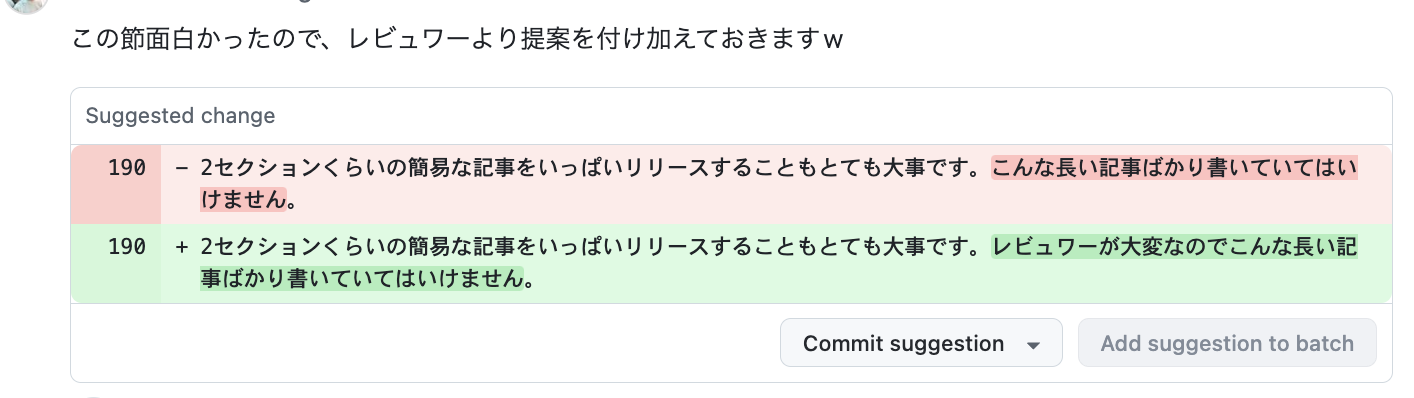 この節面白かったので、レビュワーより提案を付け加えておきますｗ
Suggested change
190 − 2セクションくらいの簡易な記事をいっぱいリリースすることもとても大事です。こんな長い記事ばかり書いていてはい
けません。
190 + 2セクションくらいの簡易な記事をいっぱいリリースすることもとても大事です。レビュワーが大変なのでこんな長い記
事ばかり書いていてはいけません。
Commit suggestion
Add suggestion to batch